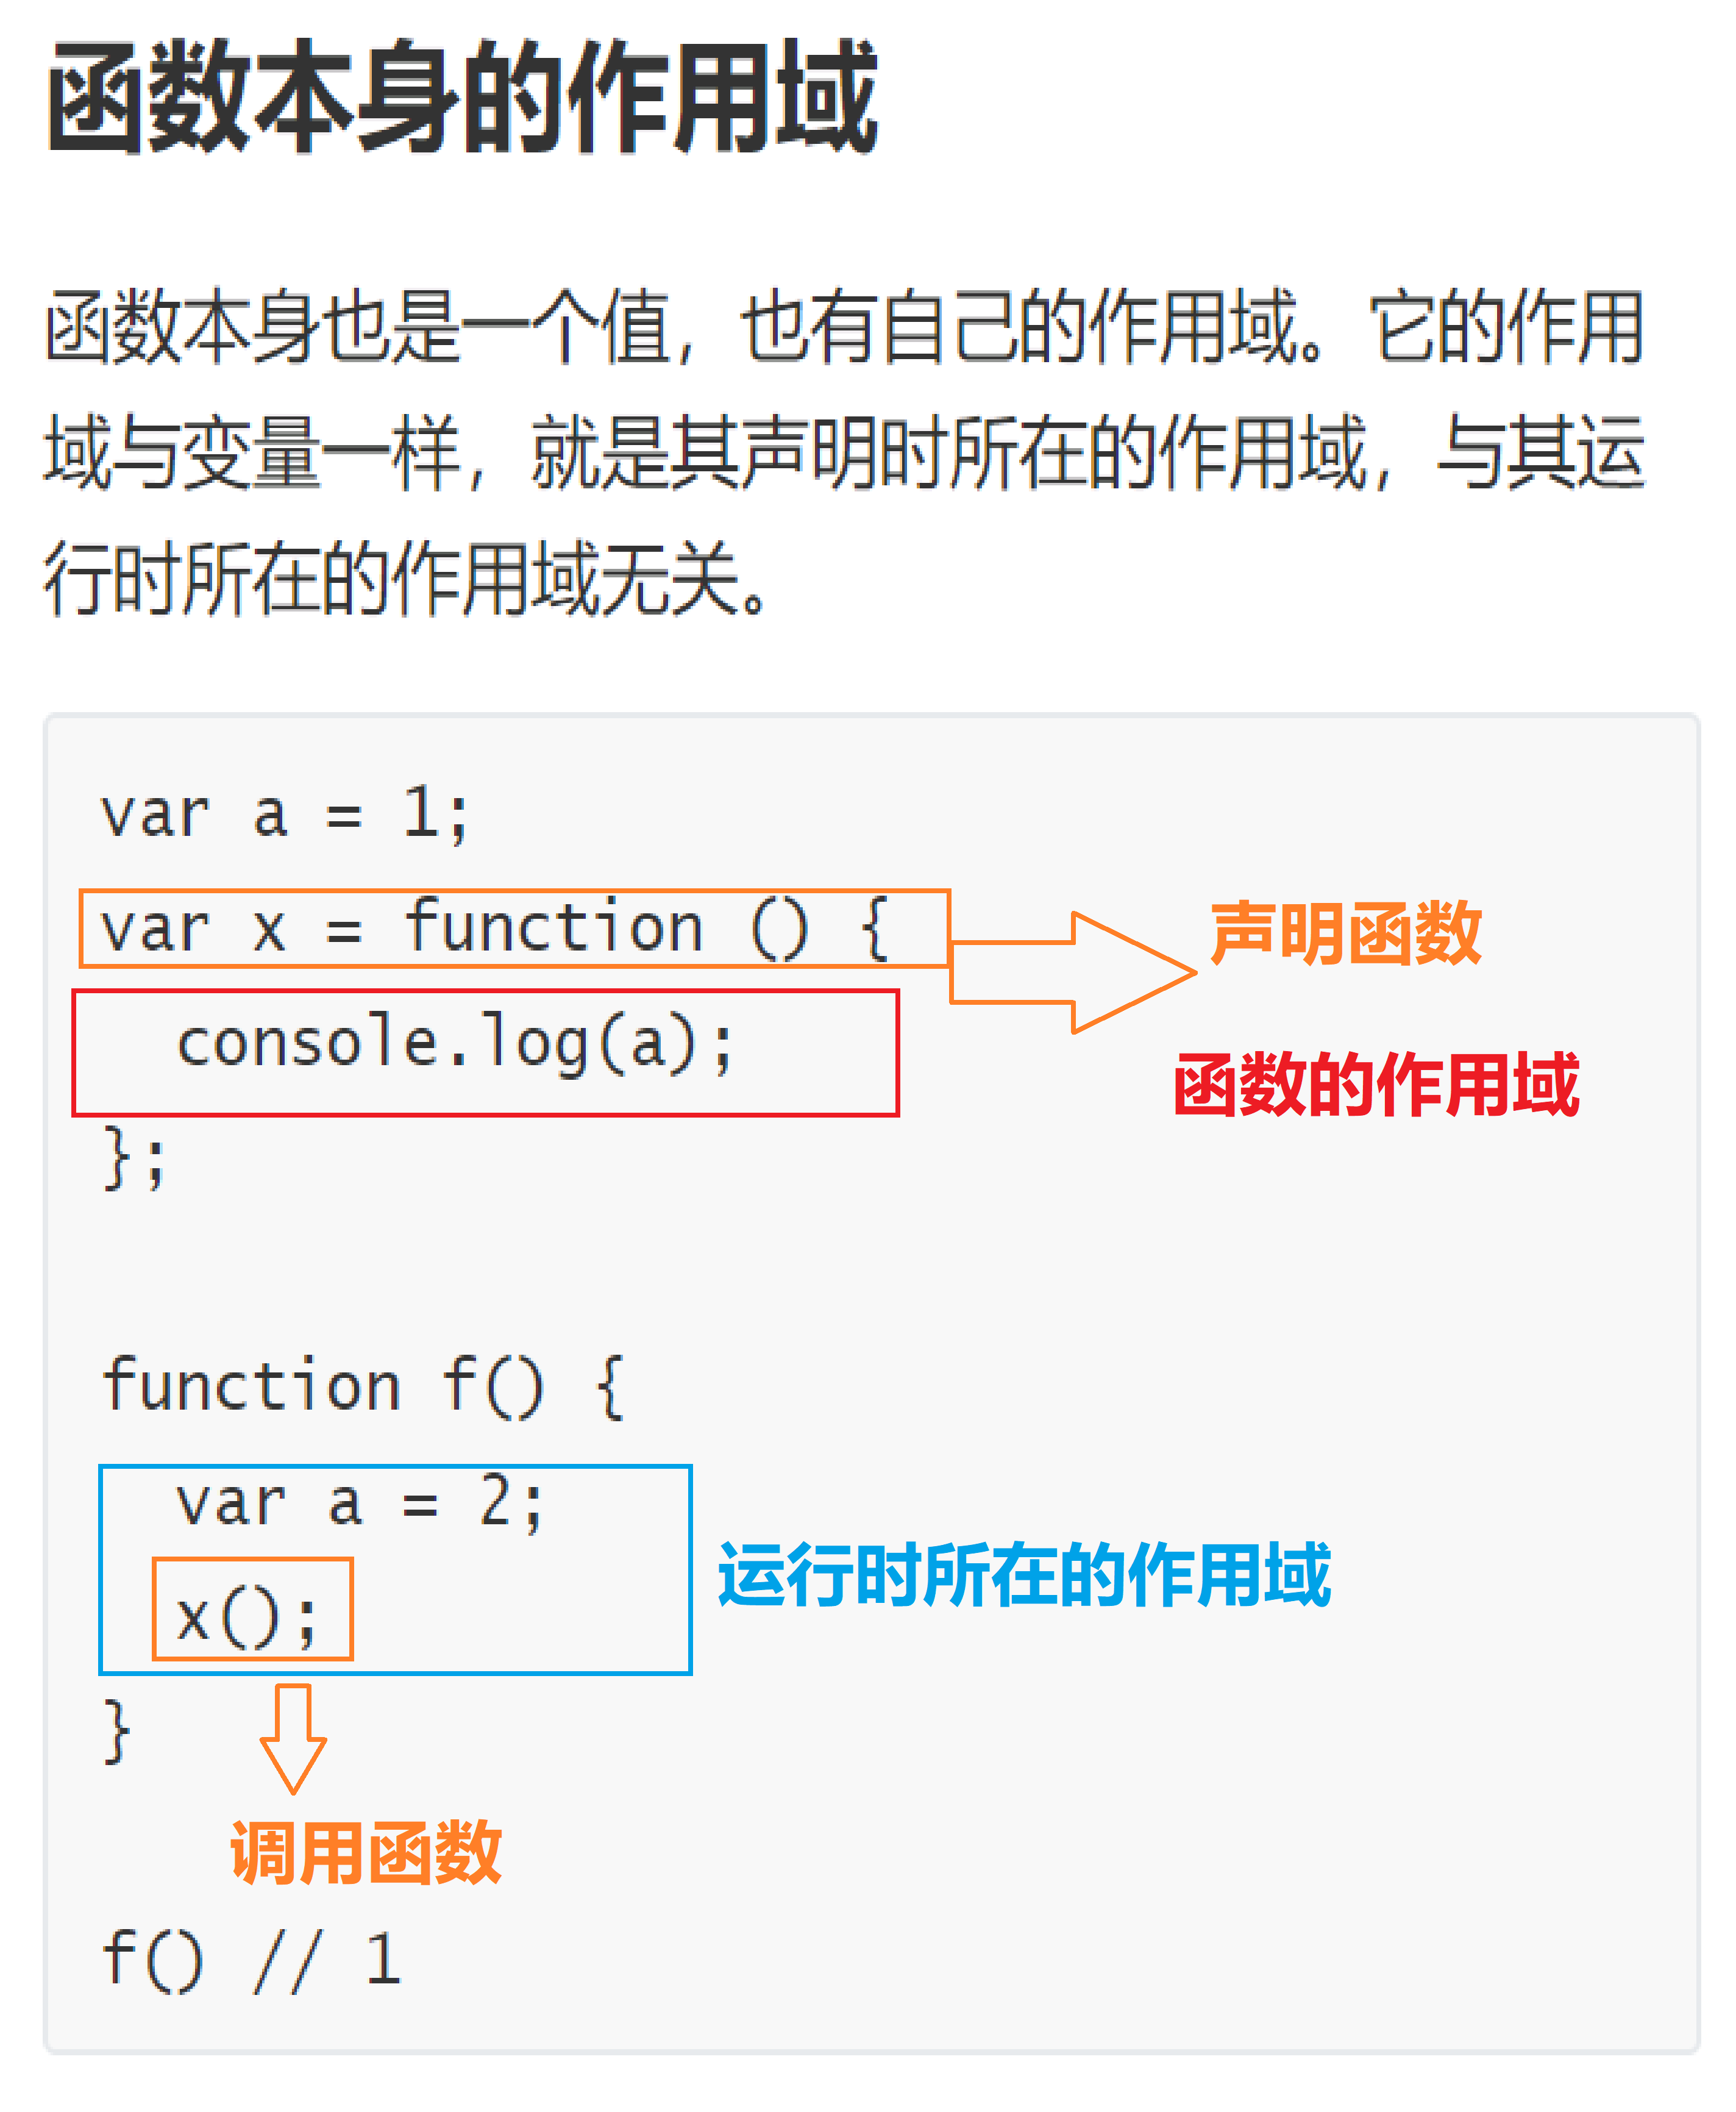 函数本身的作用域
函数本身也是一个值，也有自己的作用域。它的作用
域与变量一样，就是其声明时所在的作用域，与其运
行时所在的作用域无关。
var a = 1;
var x = function () {
声明函数
console.log(a);
函数的作用域
};
function f() {
var a = 2;
运行时所在的作用域
x();
}
调用函数
f() // 1